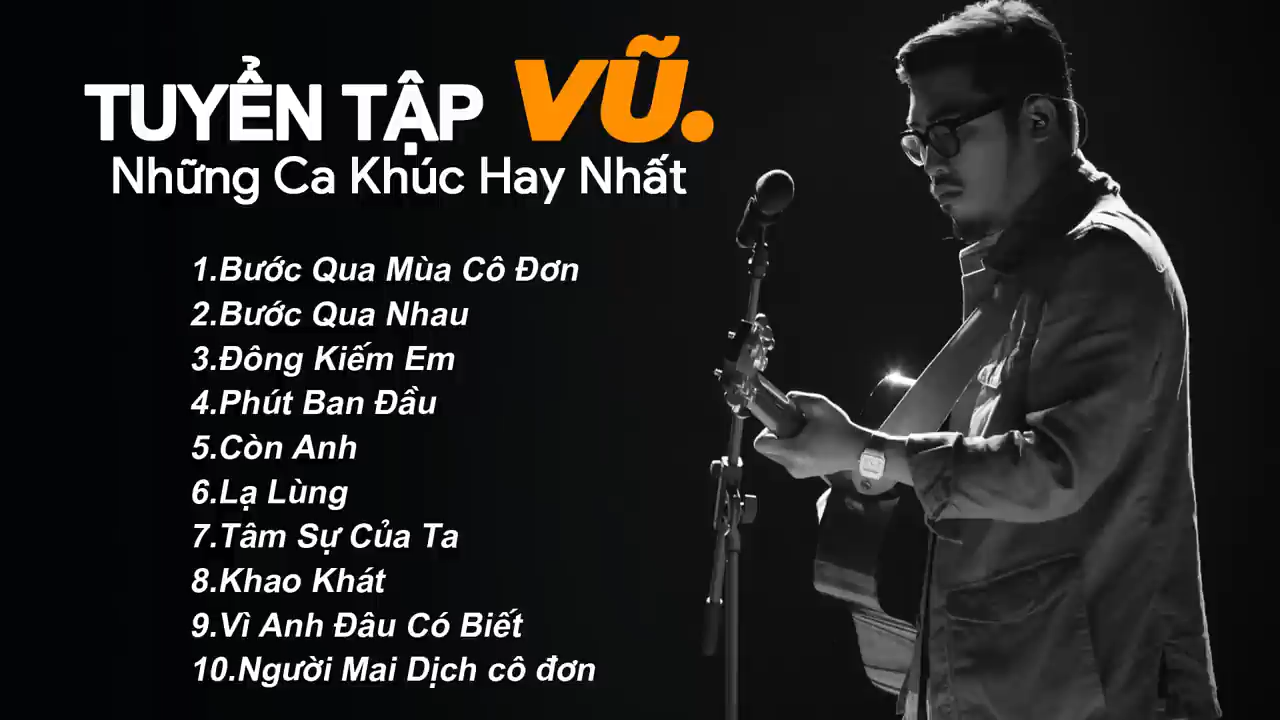 TUYỂN TẬP VŨ.
Những Ca Khúc Hay Nhất
1.Bước Qua Mùa Cô Đơn
2.Bước Qua Nhau
3.Đông Kiếm Em
4.Phút Ban Đầu
5.Còn Anh
6.Lạ Lùng
7.Tâm Sự Của Ta
8.Khao Khát
9.Vì Anh Đâu Có Biết
10.Người Mai Dịch cô đơn